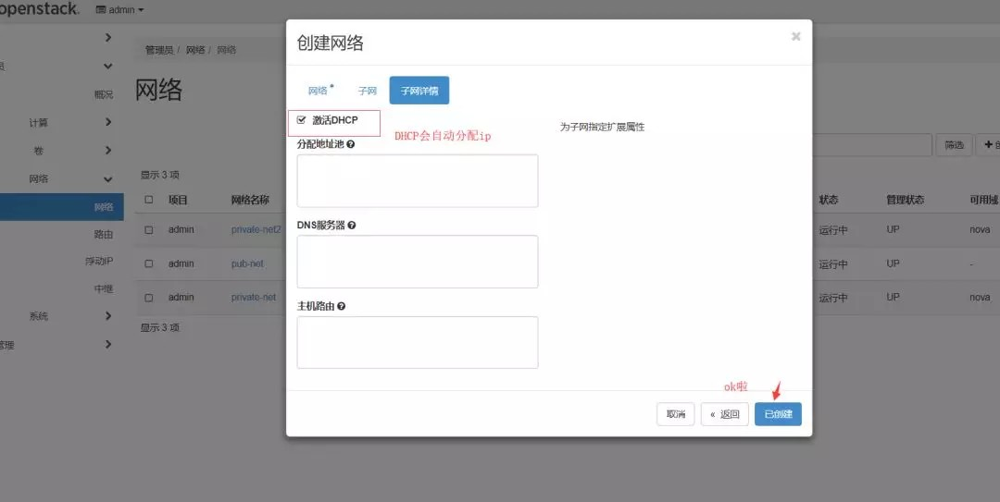 openstack. admin
员
概况
计算
卷
网络
网络
路由
浮动IP
中继
系统
管理
管理员 / 网络 / 网络
网络
筛选
显示 3 项
项目 网络名称 状态 管理状态 可用域
admin private-net2 运行中 UP nova
admin pub-net 运行中 UP -
admin private-net 运行中 UP nova
显示 3 项
创建网络 ×
网络 * 子网 子网详情
激活DHCP
DHCP会自动分配ip
为子网指定扩展属性
分配地址池
DNS服务器
主机路由
ok啦
取消 « 返回 已创建